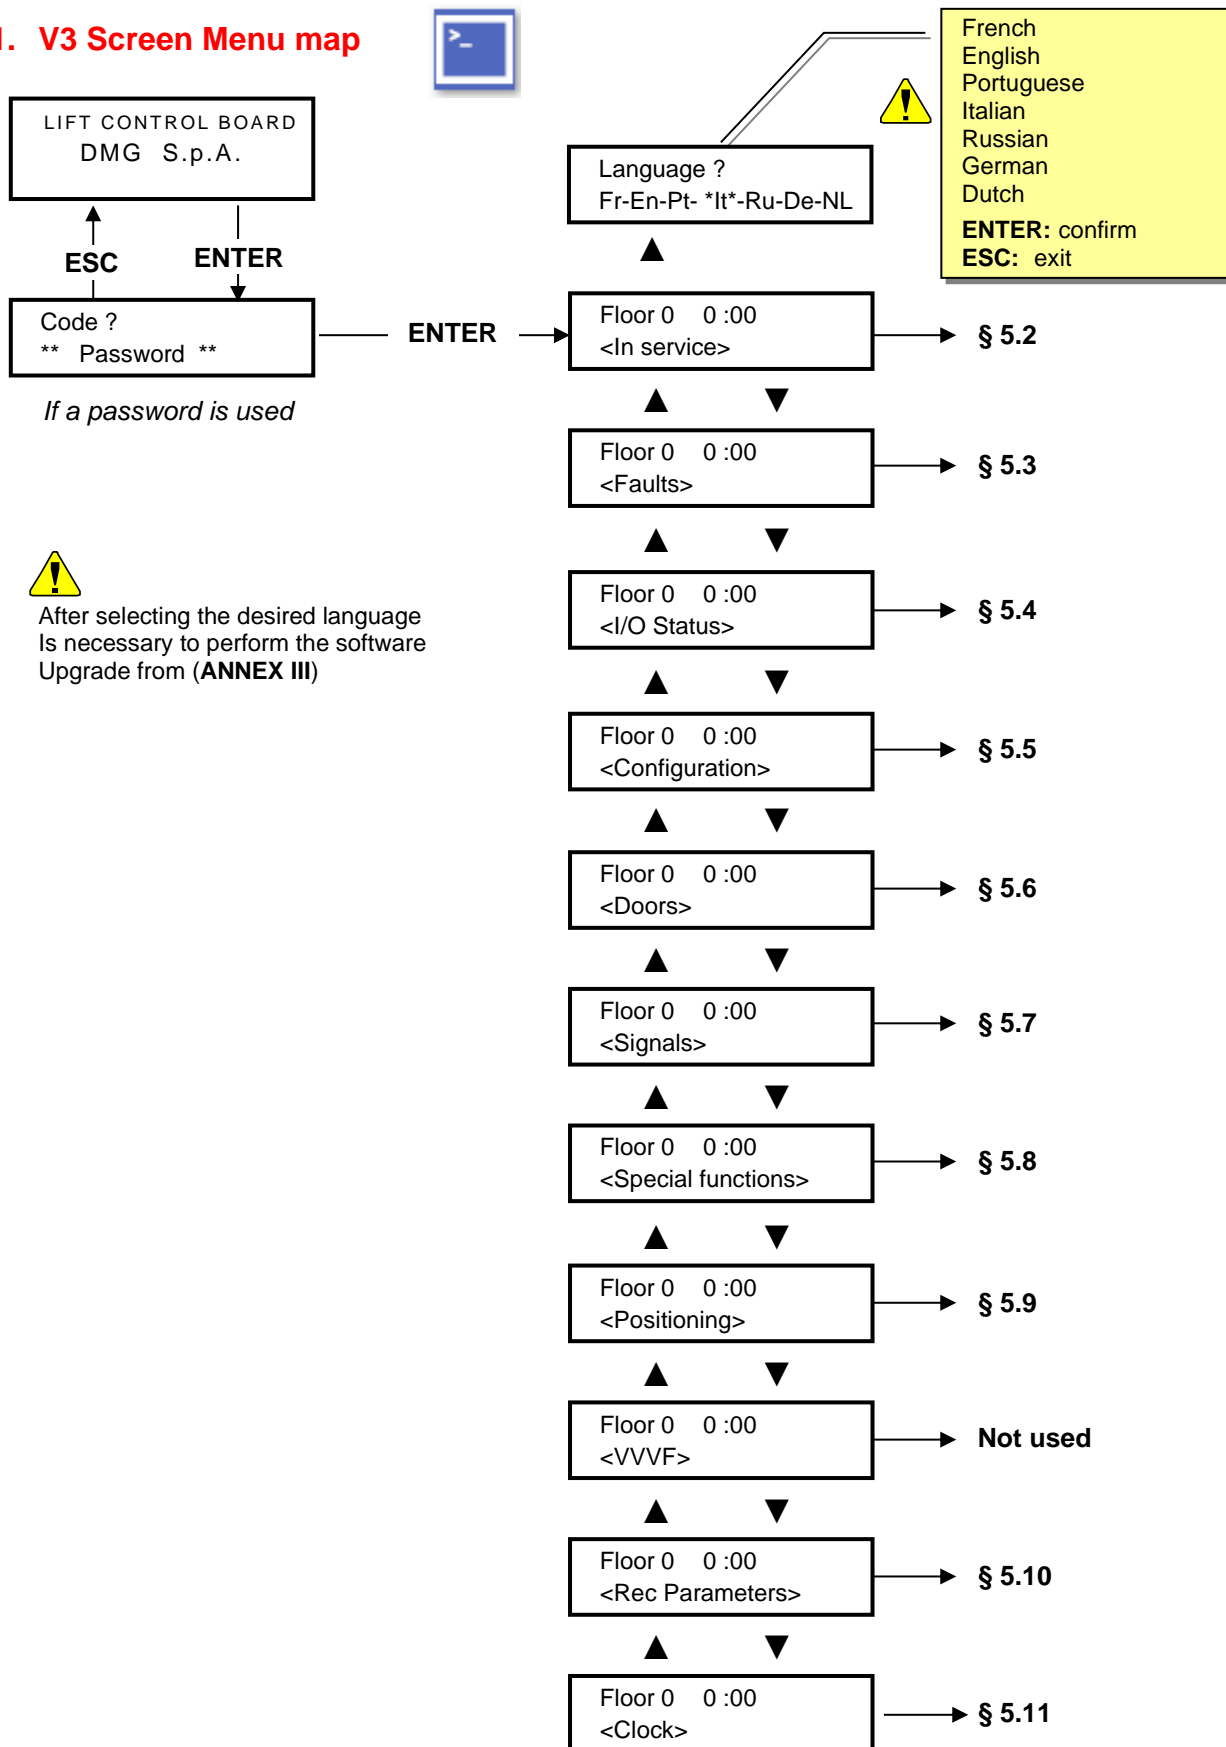 1. V3 Screen Menu map
>_
LIFT CONTROL BOARD
DMG S.p.A.
ESC
ENTER
Code ?
** Password **
If a password is used
ENTER
After selecting the desired language
Is necessary to perform the software
Upgrade from (ANNEX III)
Language ?
Fr-En-Pt- *It*-Ru-De-NL
French
English
Portuguese
Italian
Russian
German
Dutch
ENTER: confirm
ESC: exit
Floor 0 0 :00
<In service>
§ 5.2
Floor 0 0 :00
<Faults>
§ 5.3
Floor 0 0 :00
<I/O Status>
§ 5.4
Floor 0 0 :00
<Configuration>
§ 5.5
Floor 0 0 :00
<Doors>
§ 5.6
Floor 0 0 :00
<Signals>
§ 5.7
Floor 0 0 :00
<Special functions>
§ 5.8
Floor 0 0 :00
<Positioning>
§ 5.9
Floor 0 0 :00
<VVVF>
Not used
Floor 0 0 :00
<Rec Parameters>
§ 5.10
Floor 0 0 :00
<Clock>
§ 5.11